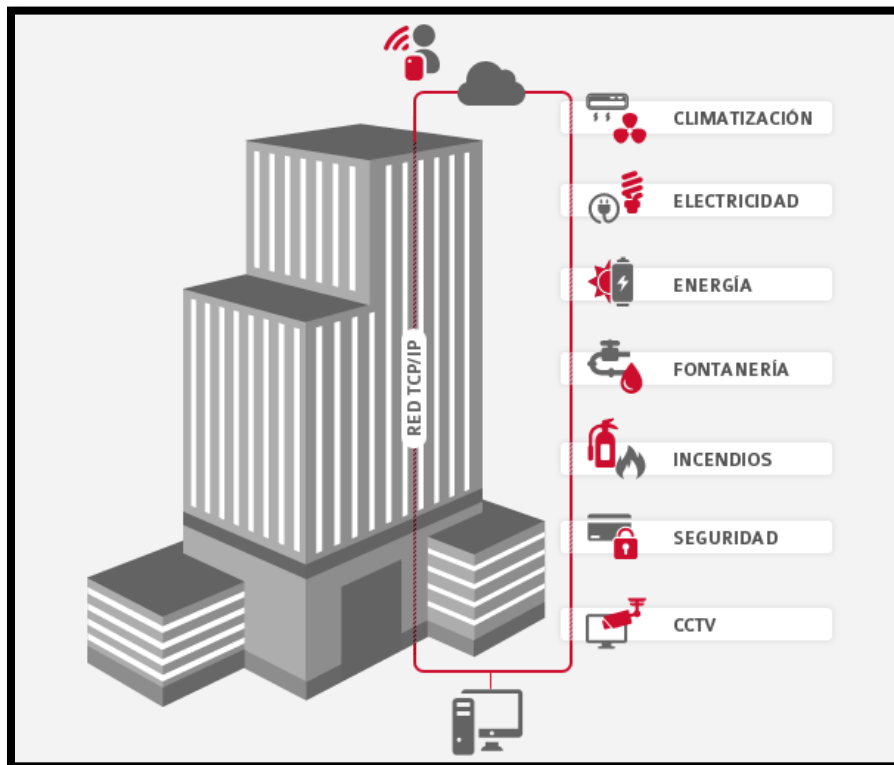 CLIMATIZACIÓN
ELECTRICIDAD
ENERGÍA
RED TCP/IP
FONTANERÍA
INCENDIOS
SEGURIDAD
CCTV